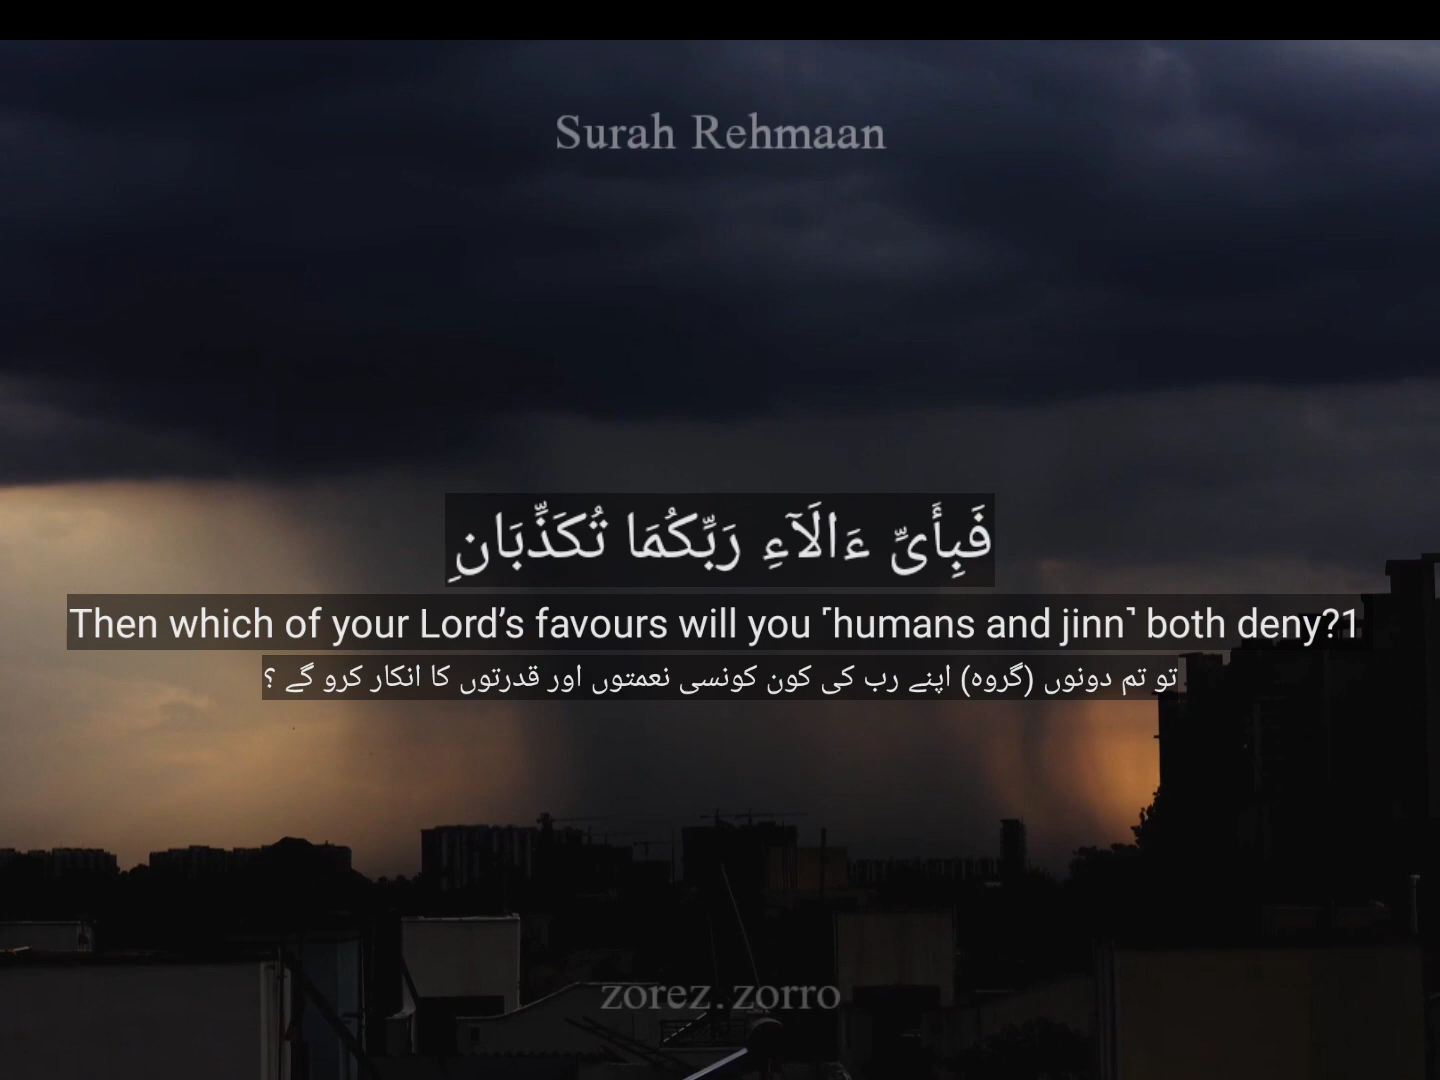 Surah Rehmaan
فَبِأَىِّ ءَالَآءِ رَبِّكُمَا تُكَذِّبَانِ
Then which of your Lord’s favours will you ˹humans and jinn˺ both deny?1
تو تم دونوں (گروہ) اپنے رب کی کون کونسی نعمتوں اور قدرتوں کا انکار کرو گے ؟
zorez.zorro